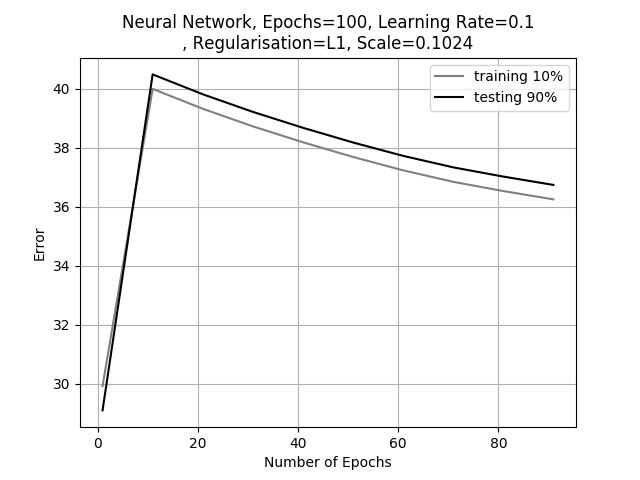 Neural Network, Epochs=100, Learning Rate=0.1
, Regularisation=L1, Scale=0.1024
training 10%
testing 90%
40
38
36
34
32
30
Error
0 20 40 60 80
Number of Epochs